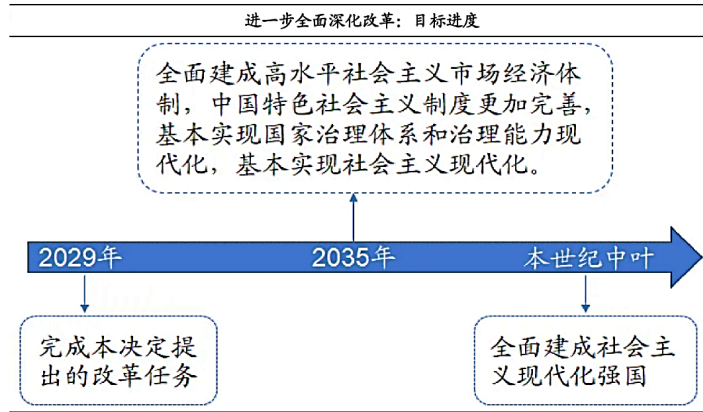 进一步全面深化改革：目标进度
全面建成高水平社会主义市场经济体
制，中国特色社会主义制度更加完善，
基本实现国家治理体系和治理能力现
代化，基本实现社会主义现代化。
2029年
2035年
本世纪中叶
完成本决定提
出的改革任务
全面建成社会主
义现代化强国